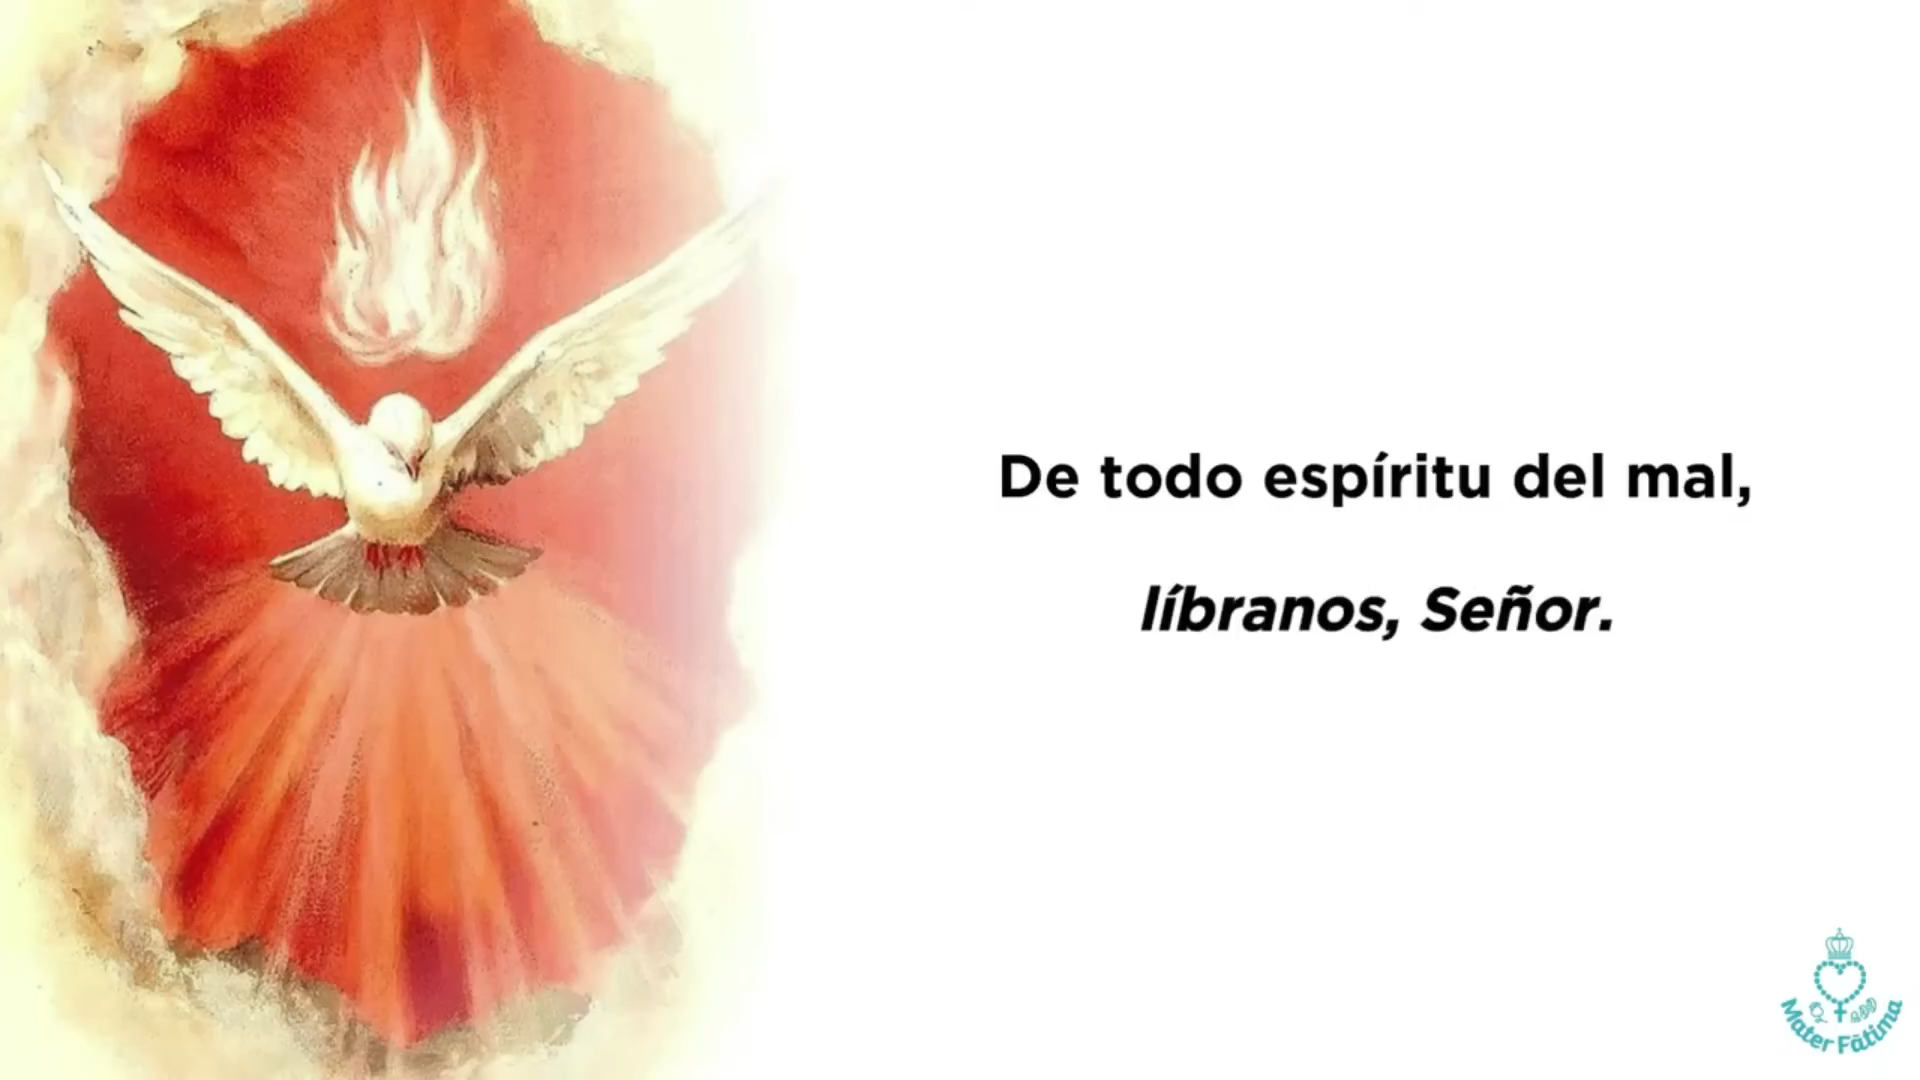 De todo espíritu del mal,
líbranos, Señor.
Mater Fátima